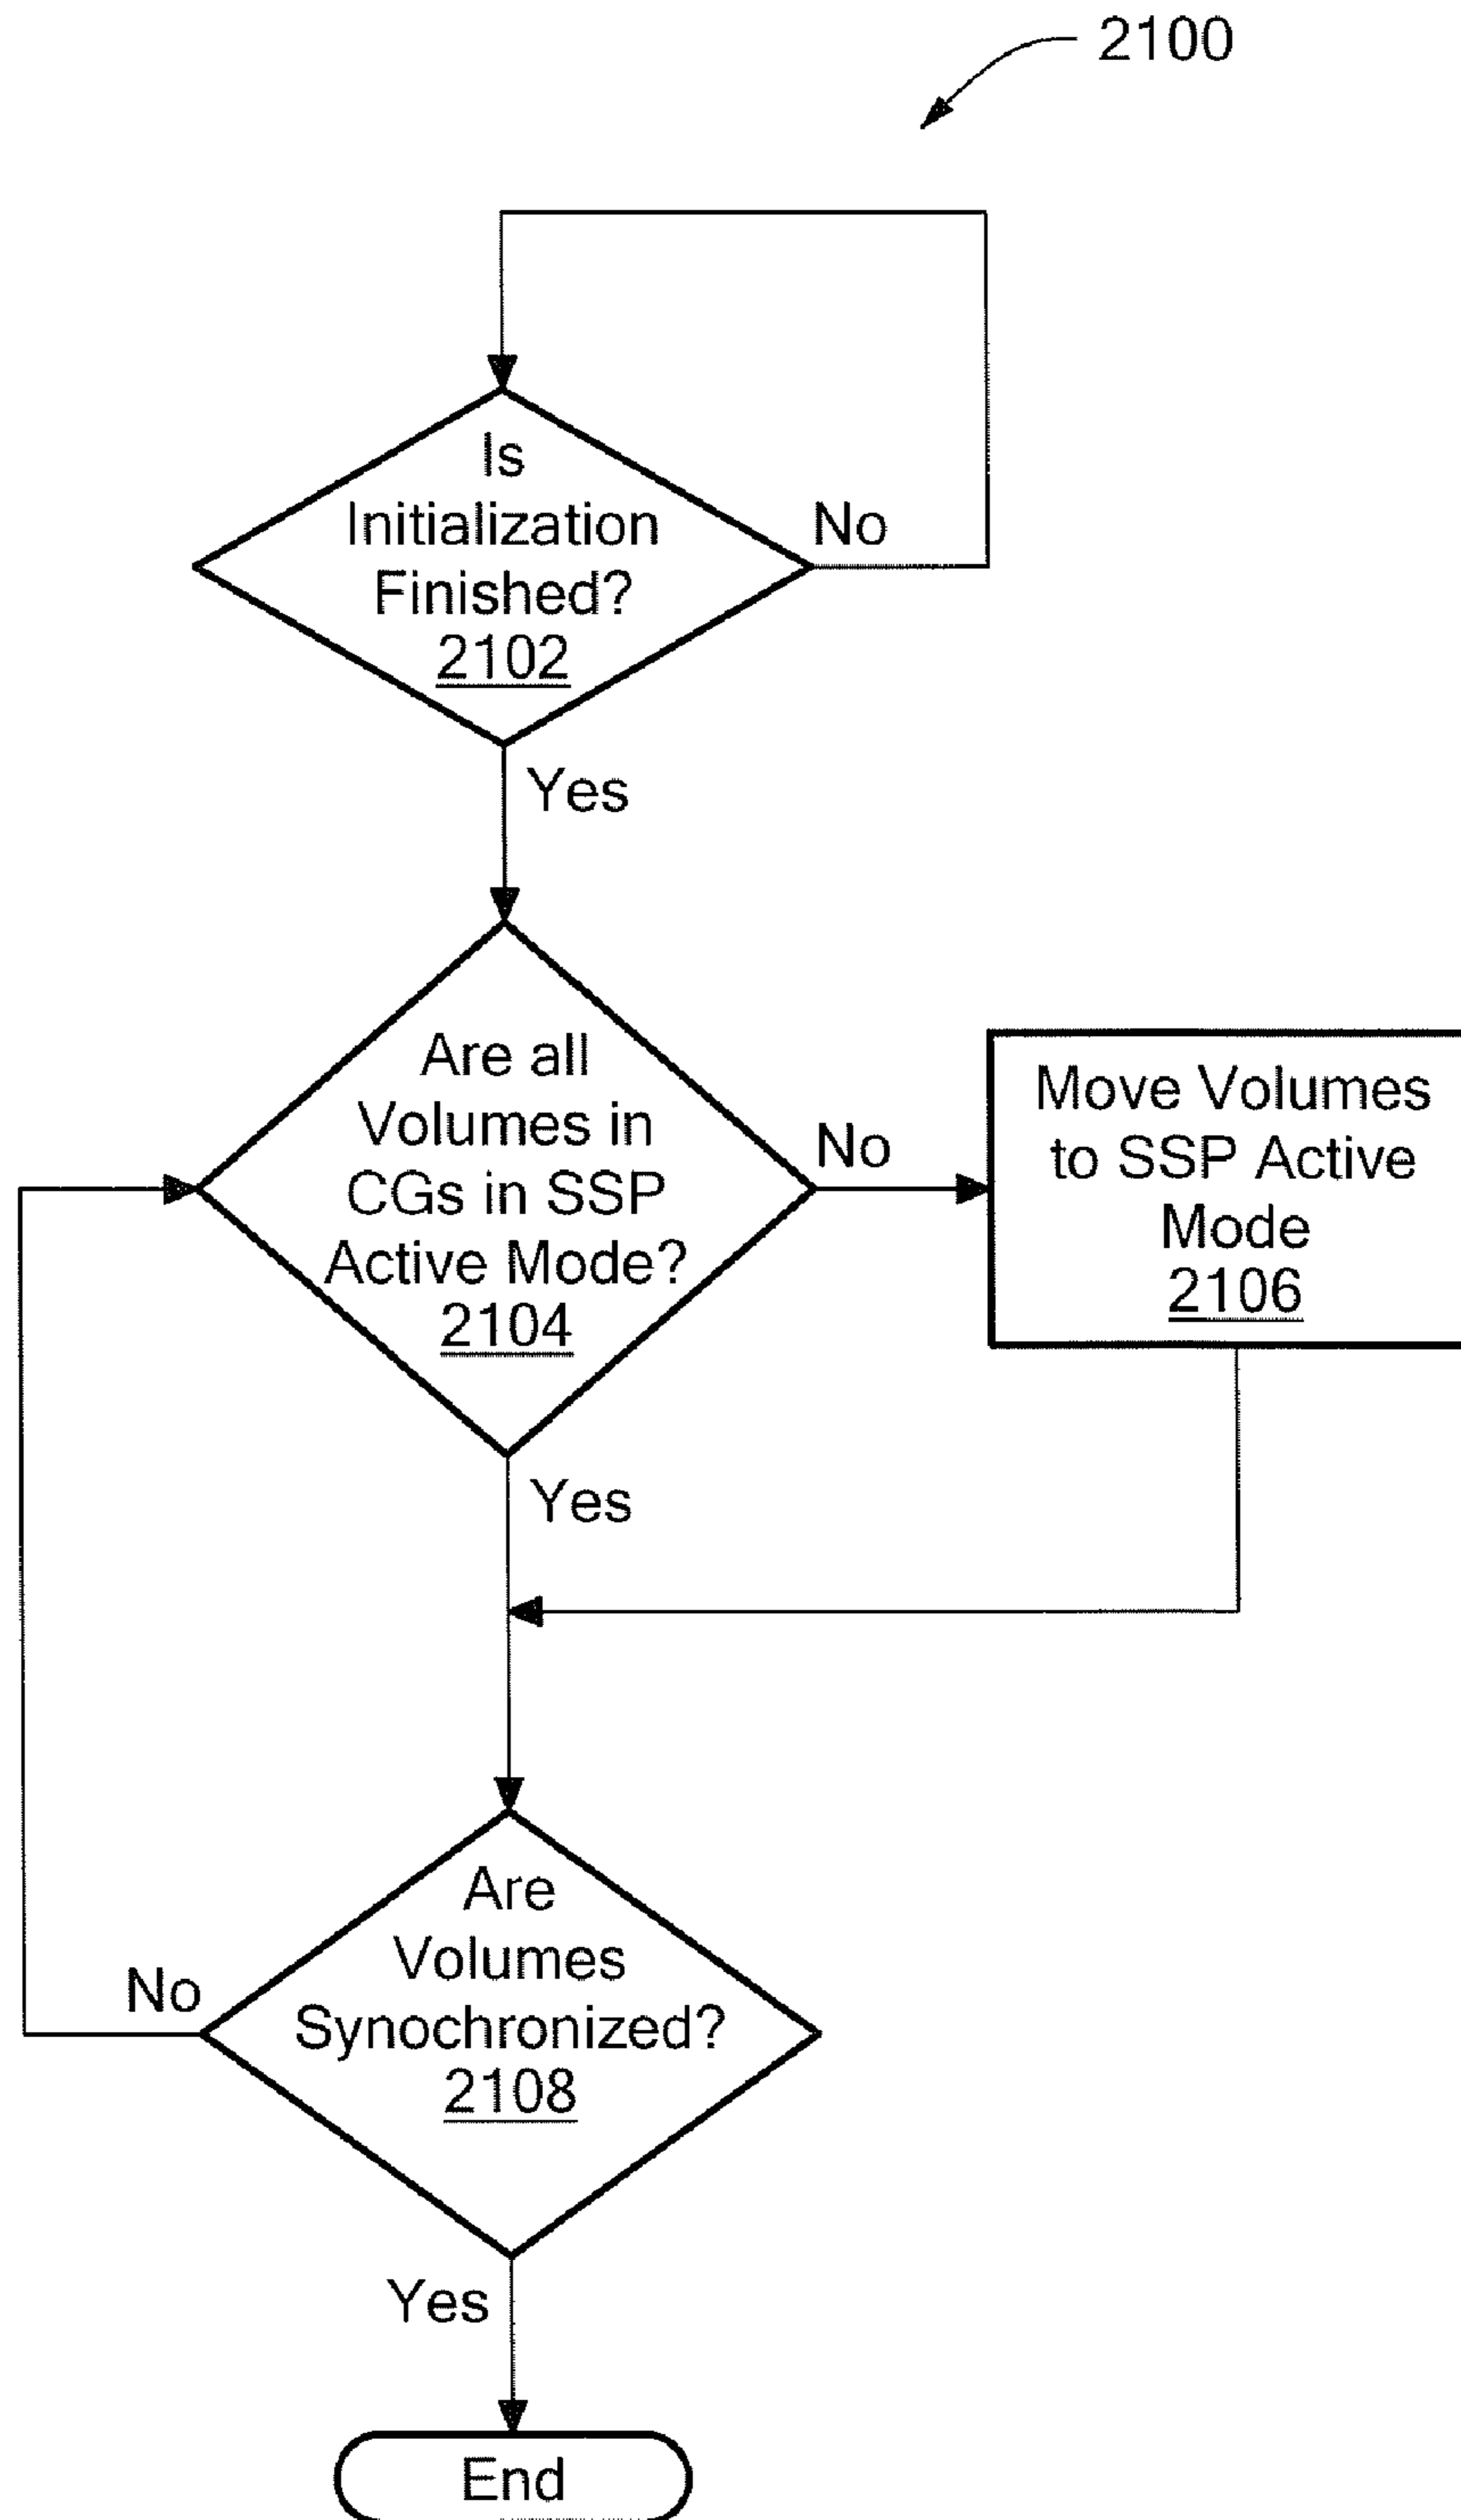 2100
Is
Initialization
Finished?
2102
No
Yes
Are all
Volumes in
CGs in SSP
Active Mode?
2104
No
Move Volumes
to SSP Active
Mode
2106
Yes
Are
Volumes
Synochronized?
2108
No
Yes
End